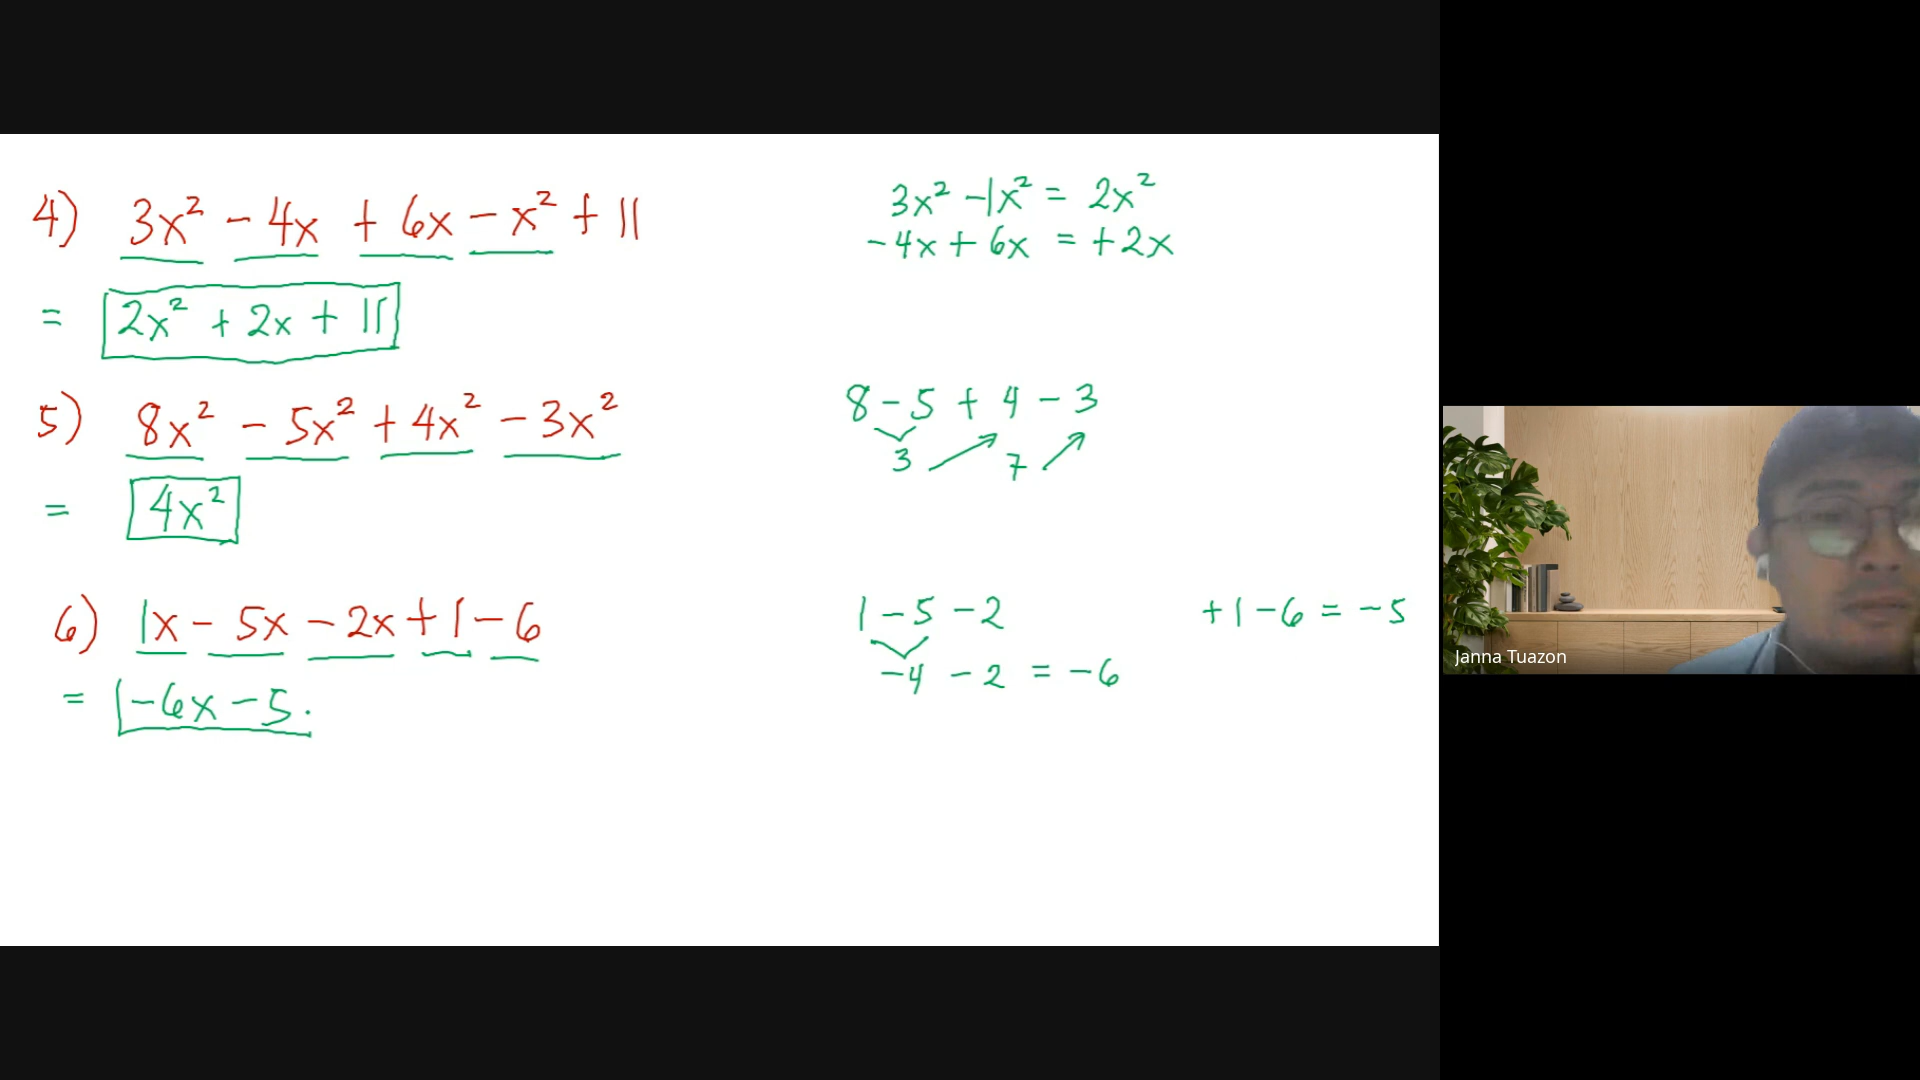 4) 3x² - 4x + 6x - x² + 11
3x² - 1x² = 2x²
- 4x + 6x = + 2x
= 2x² + 2x + 11
5) 8x² - 5x² + 4x² - 3x²
8 - 5 + 4 - 3
3 7
= 4x²
6) 1x - 5x - 2x + 1 - 6
1 - 5 - 2
- 4 - 2 = - 6
+ 1 - 6 = - 5
= - 6x - 5
Janna Tuazon